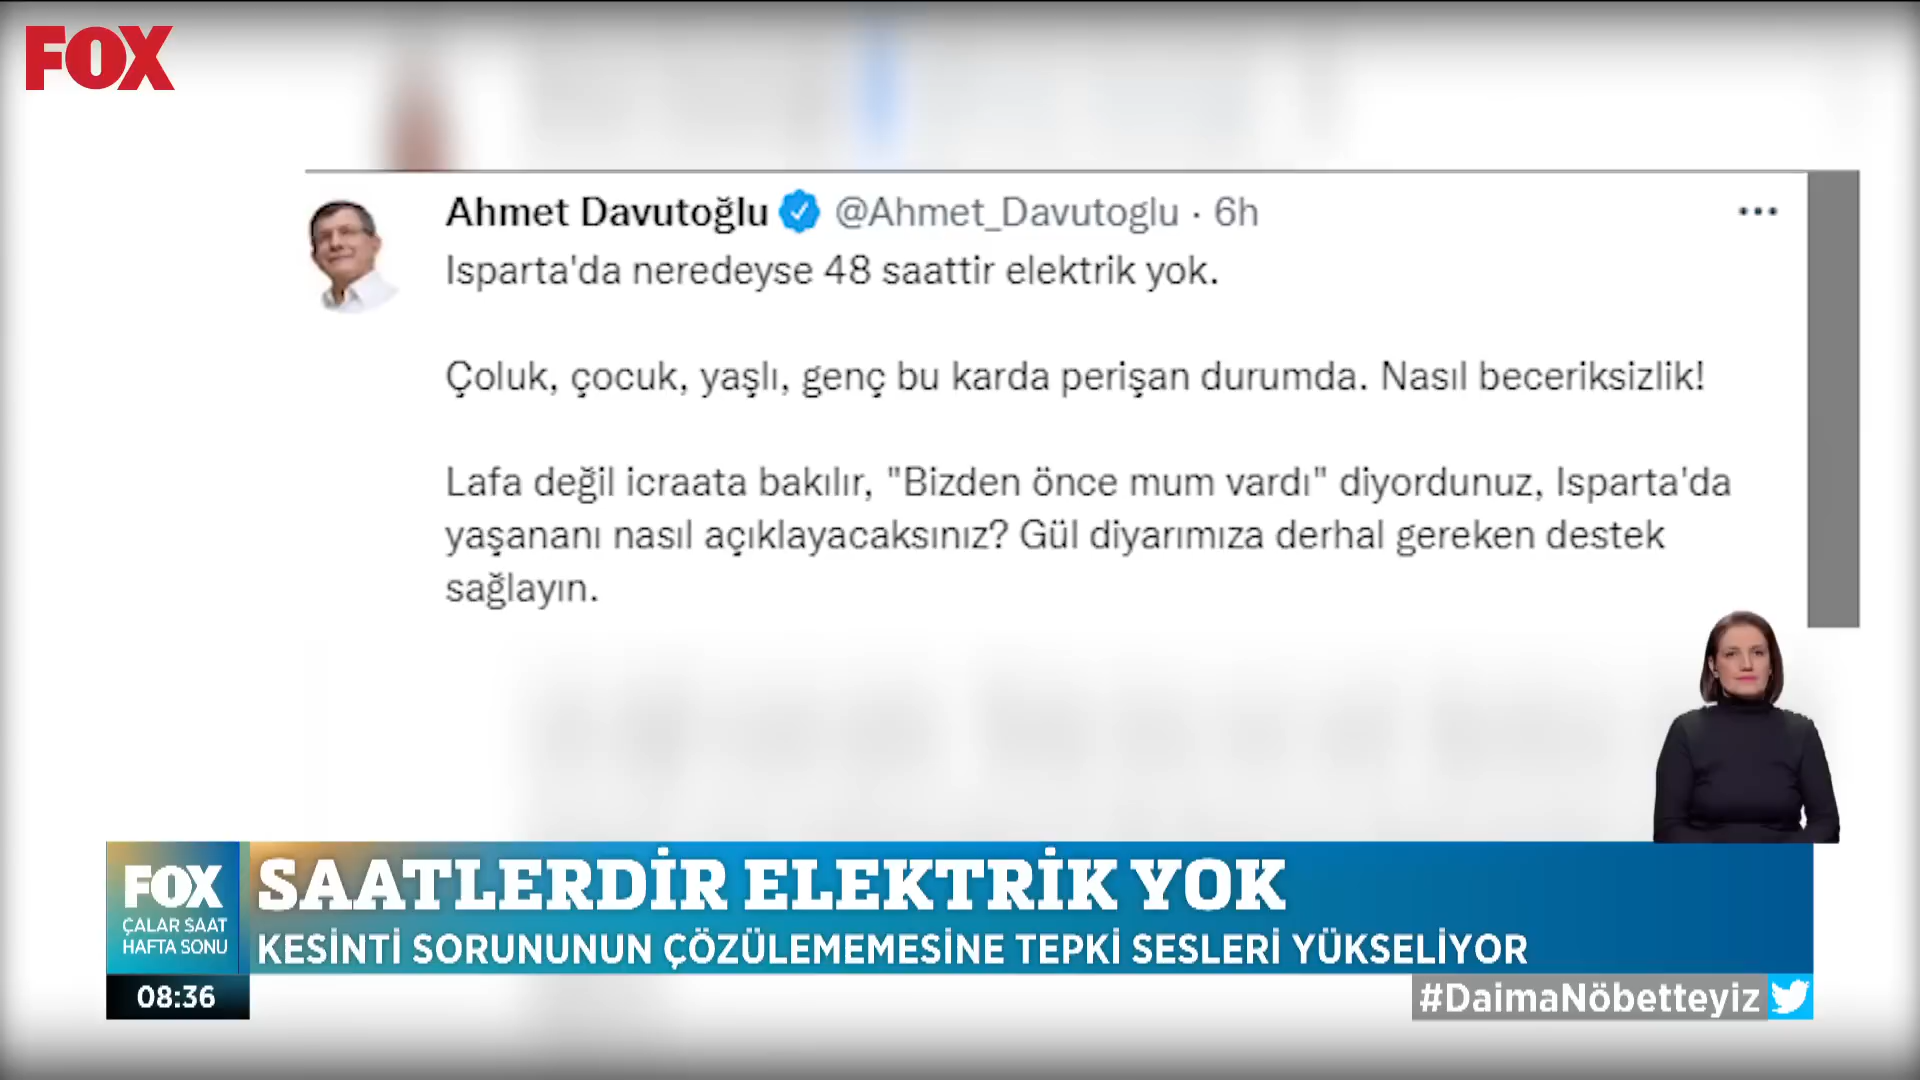 FOX
Ahmet Davutoğlu @Ahmet_Davutoglu · 6h
Isparta'da neredeyse 48 saattir elektrik yok.
Çoluk, çocuk, yaşlı, genç bu karda perişan durumda. Nasıl beceriksizlik!
Lafa değil icraata bakılır, "Bizden önce mum vardı" diyordunuz, Isparta'da
yaşananı nasıl açıklayacaksınız? Gül diyarımıza derhal gereken destek
sağlayın.
FOX
ÇALAR SAAT
HAFTA SONU
SAATLERDİR ELEKTRİK YOK
KESİNTİ SORUNUNUN ÇÖZÜLEMEMESİNE TEPKİ SESLERİ YÜKSELİYOR
08:36
#DaimaNöbetteyiz